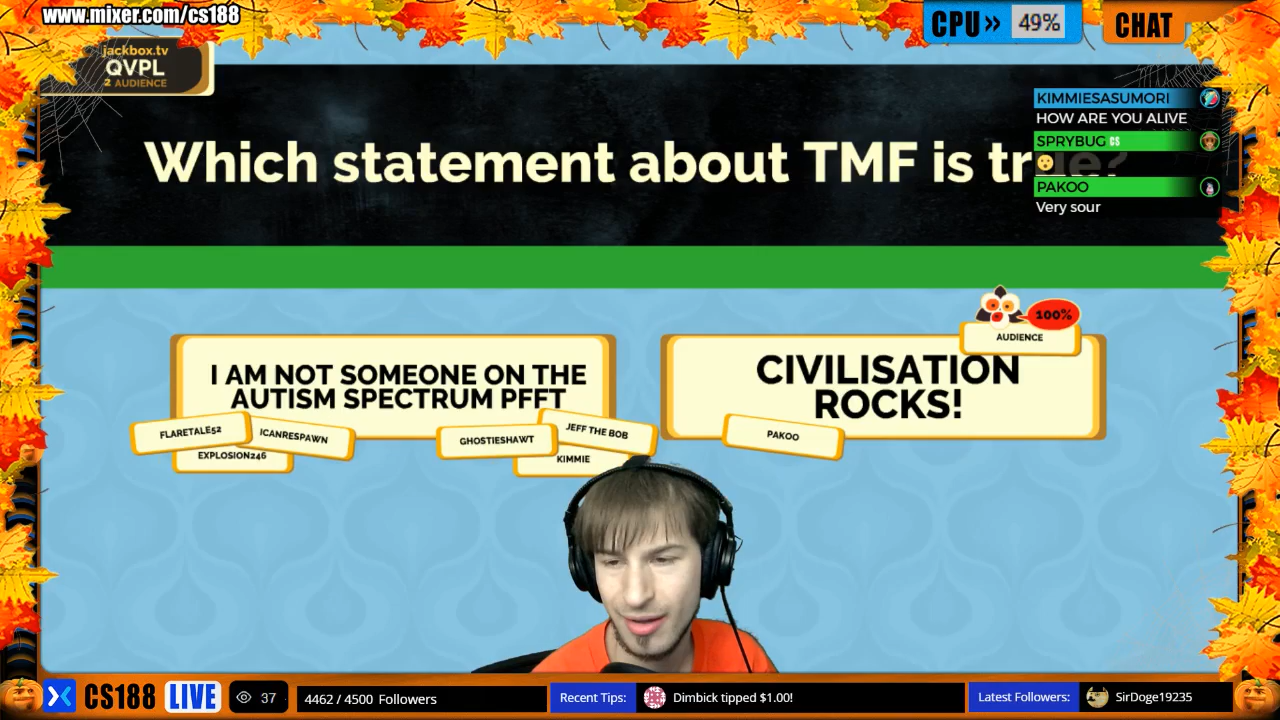 www.mixer.com/cs188
CPU» 49%
CHAT
jackbox.tv
QVPL
2 AUDIENCE
Which statement about TMF is true?
KIMMIESASUMORI
HOW ARE YOU ALIVE
SPRYBUG CS
PAKOO
Very sour
100%
AUDIENCE
I AM NOT SOMEONE ON THE
AUTISM SPECTRUM PFFT
CIVILISATION
ROCKS!
FLARETALE52
ICANRESPAWN
EXPLOSION246
GHOSTIESHAWT
JEFF THE BOB
KIMMIE
PAKOO
CS188 LIVE
37
4462 / 4500 Followers
Recent Tips:
Dimbick tipped $1.00!
Latest Followers:
SirDoge19235